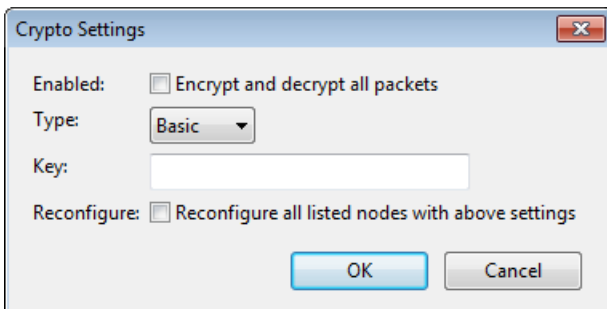 Crypto Settings
Enabled: Encrypt and decrypt all packets
Type: Basic
Key:
Reconfigure: Reconfigure all listed nodes with above settings
OK Cancel